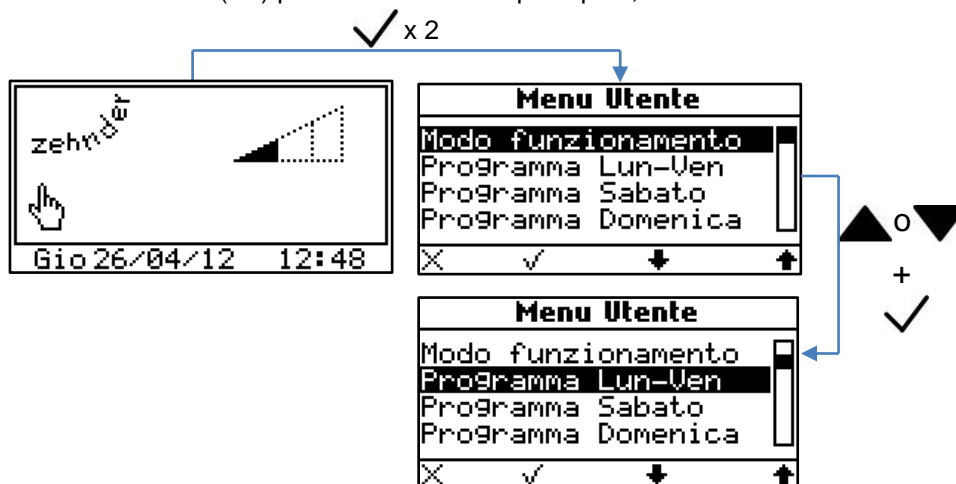 x 2
zehnder
Gio 26/04/12 12:48
Menu Utente
Modo funzionamento
Programma Lun-Ven
Programma Sabato
Programma Domenica
o
+
Menu Utente
Modo funzionamento
Programma Lun-Ven
Programma Sabato
Programma Domenica